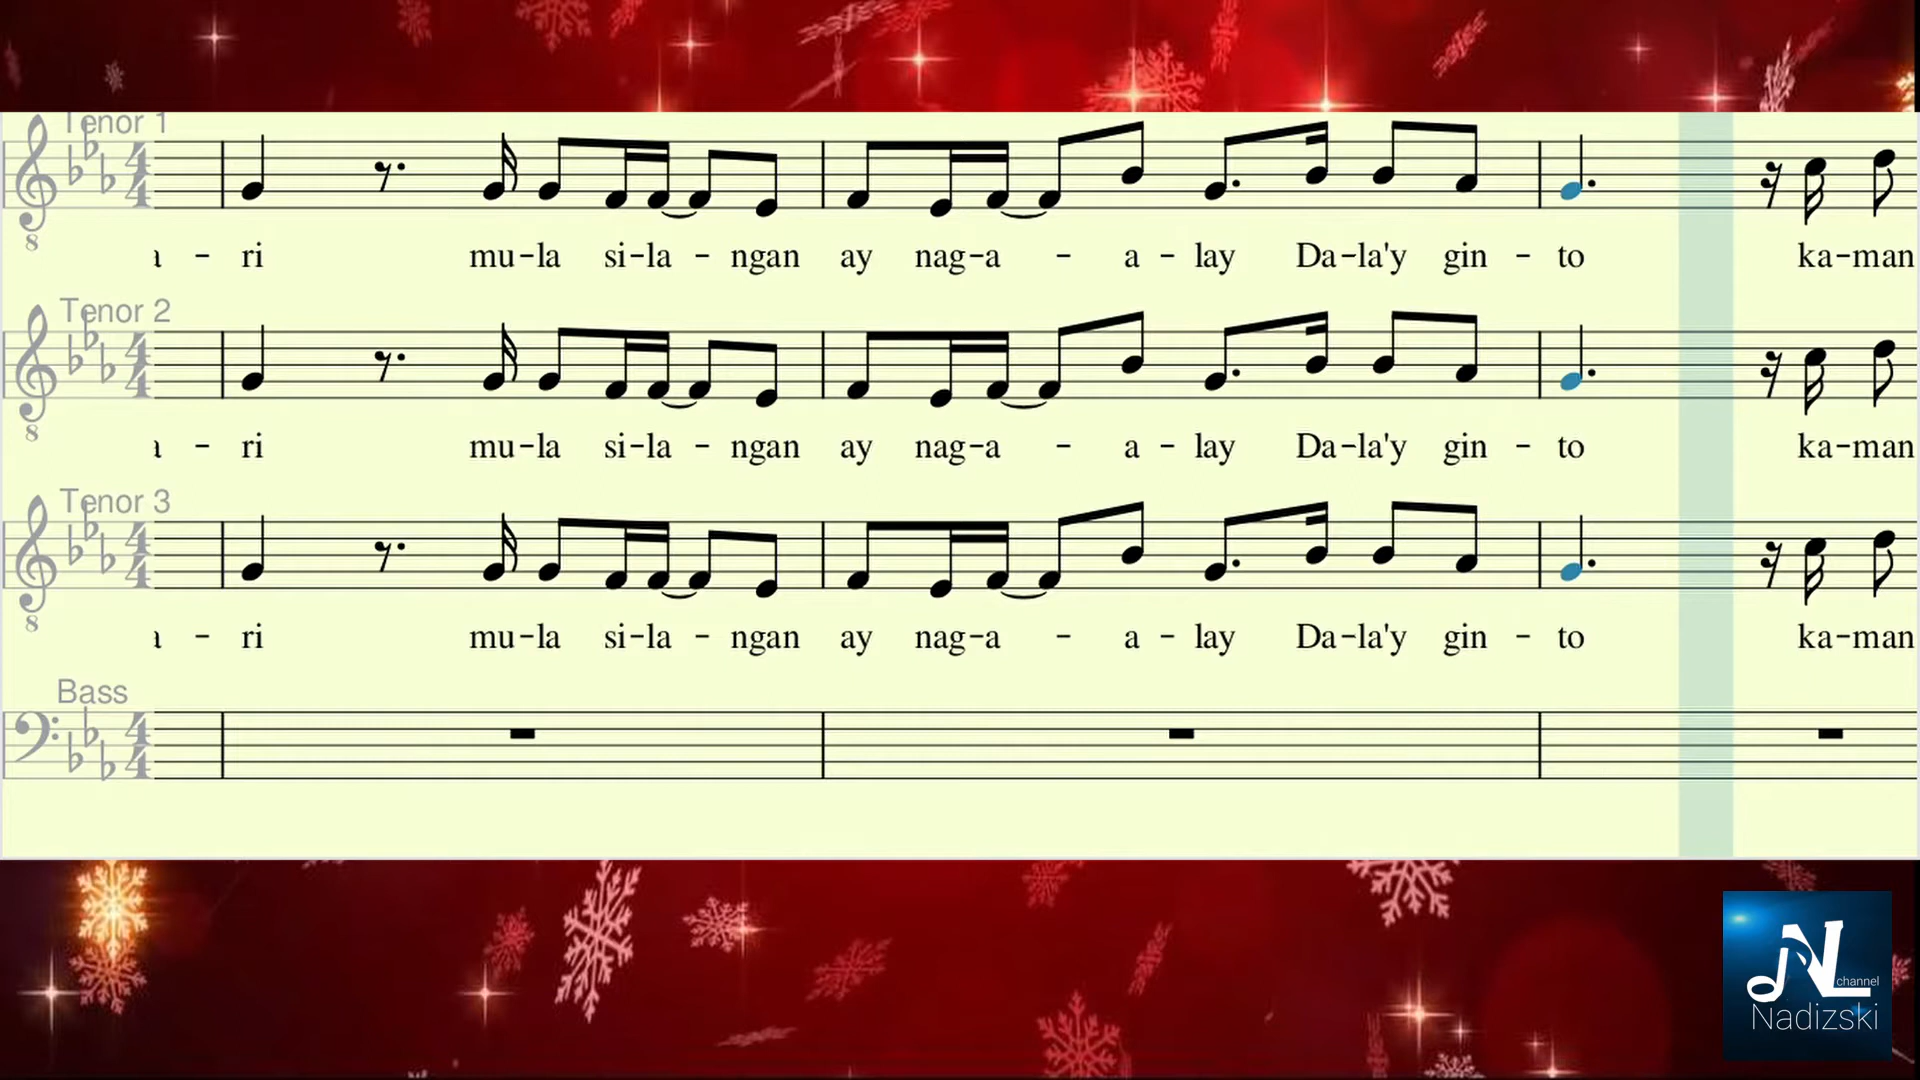 Tenor 1
ri mu-la si-la - ngan ay nag-a - a - lay Da-la'y gin - to ka-man
Tenor 2
ri mu-la si-la - ngan ay nag-a - a - lay Da-la'y gin - to ka-man
Tenor 3
ri mu-la si-la - ngan ay nag-a - a - lay Da-la'y gin - to ka-man
Bass
NL channel
Nadizski